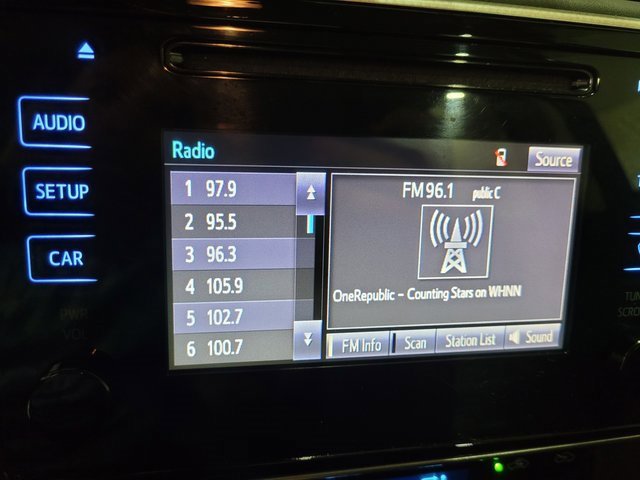 AUDIO
SETUP
CAR
PWR
VOL
Radio
Source
1 97.9
2 95.5
3 96.3
4 105.9
5 102.7
6 100.7
FM 96.1 public C
OneRepublic – Counting Stars on WHNN
FM Info Scan Station List Sound